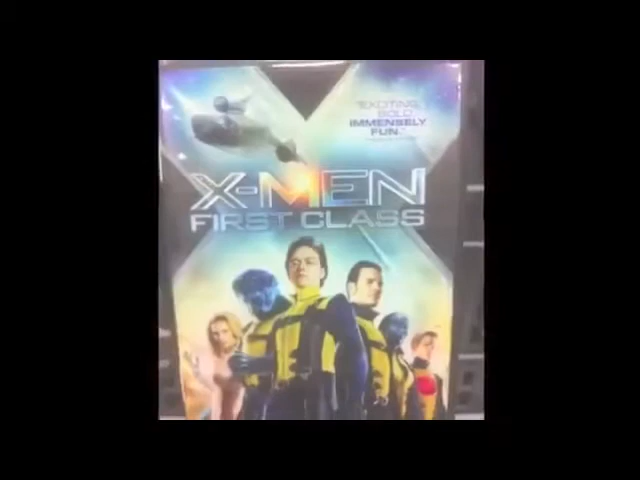 "EXCITING,
BOLD,
IMMENSELY
FUN."
X-MEN
FIRST CLASS